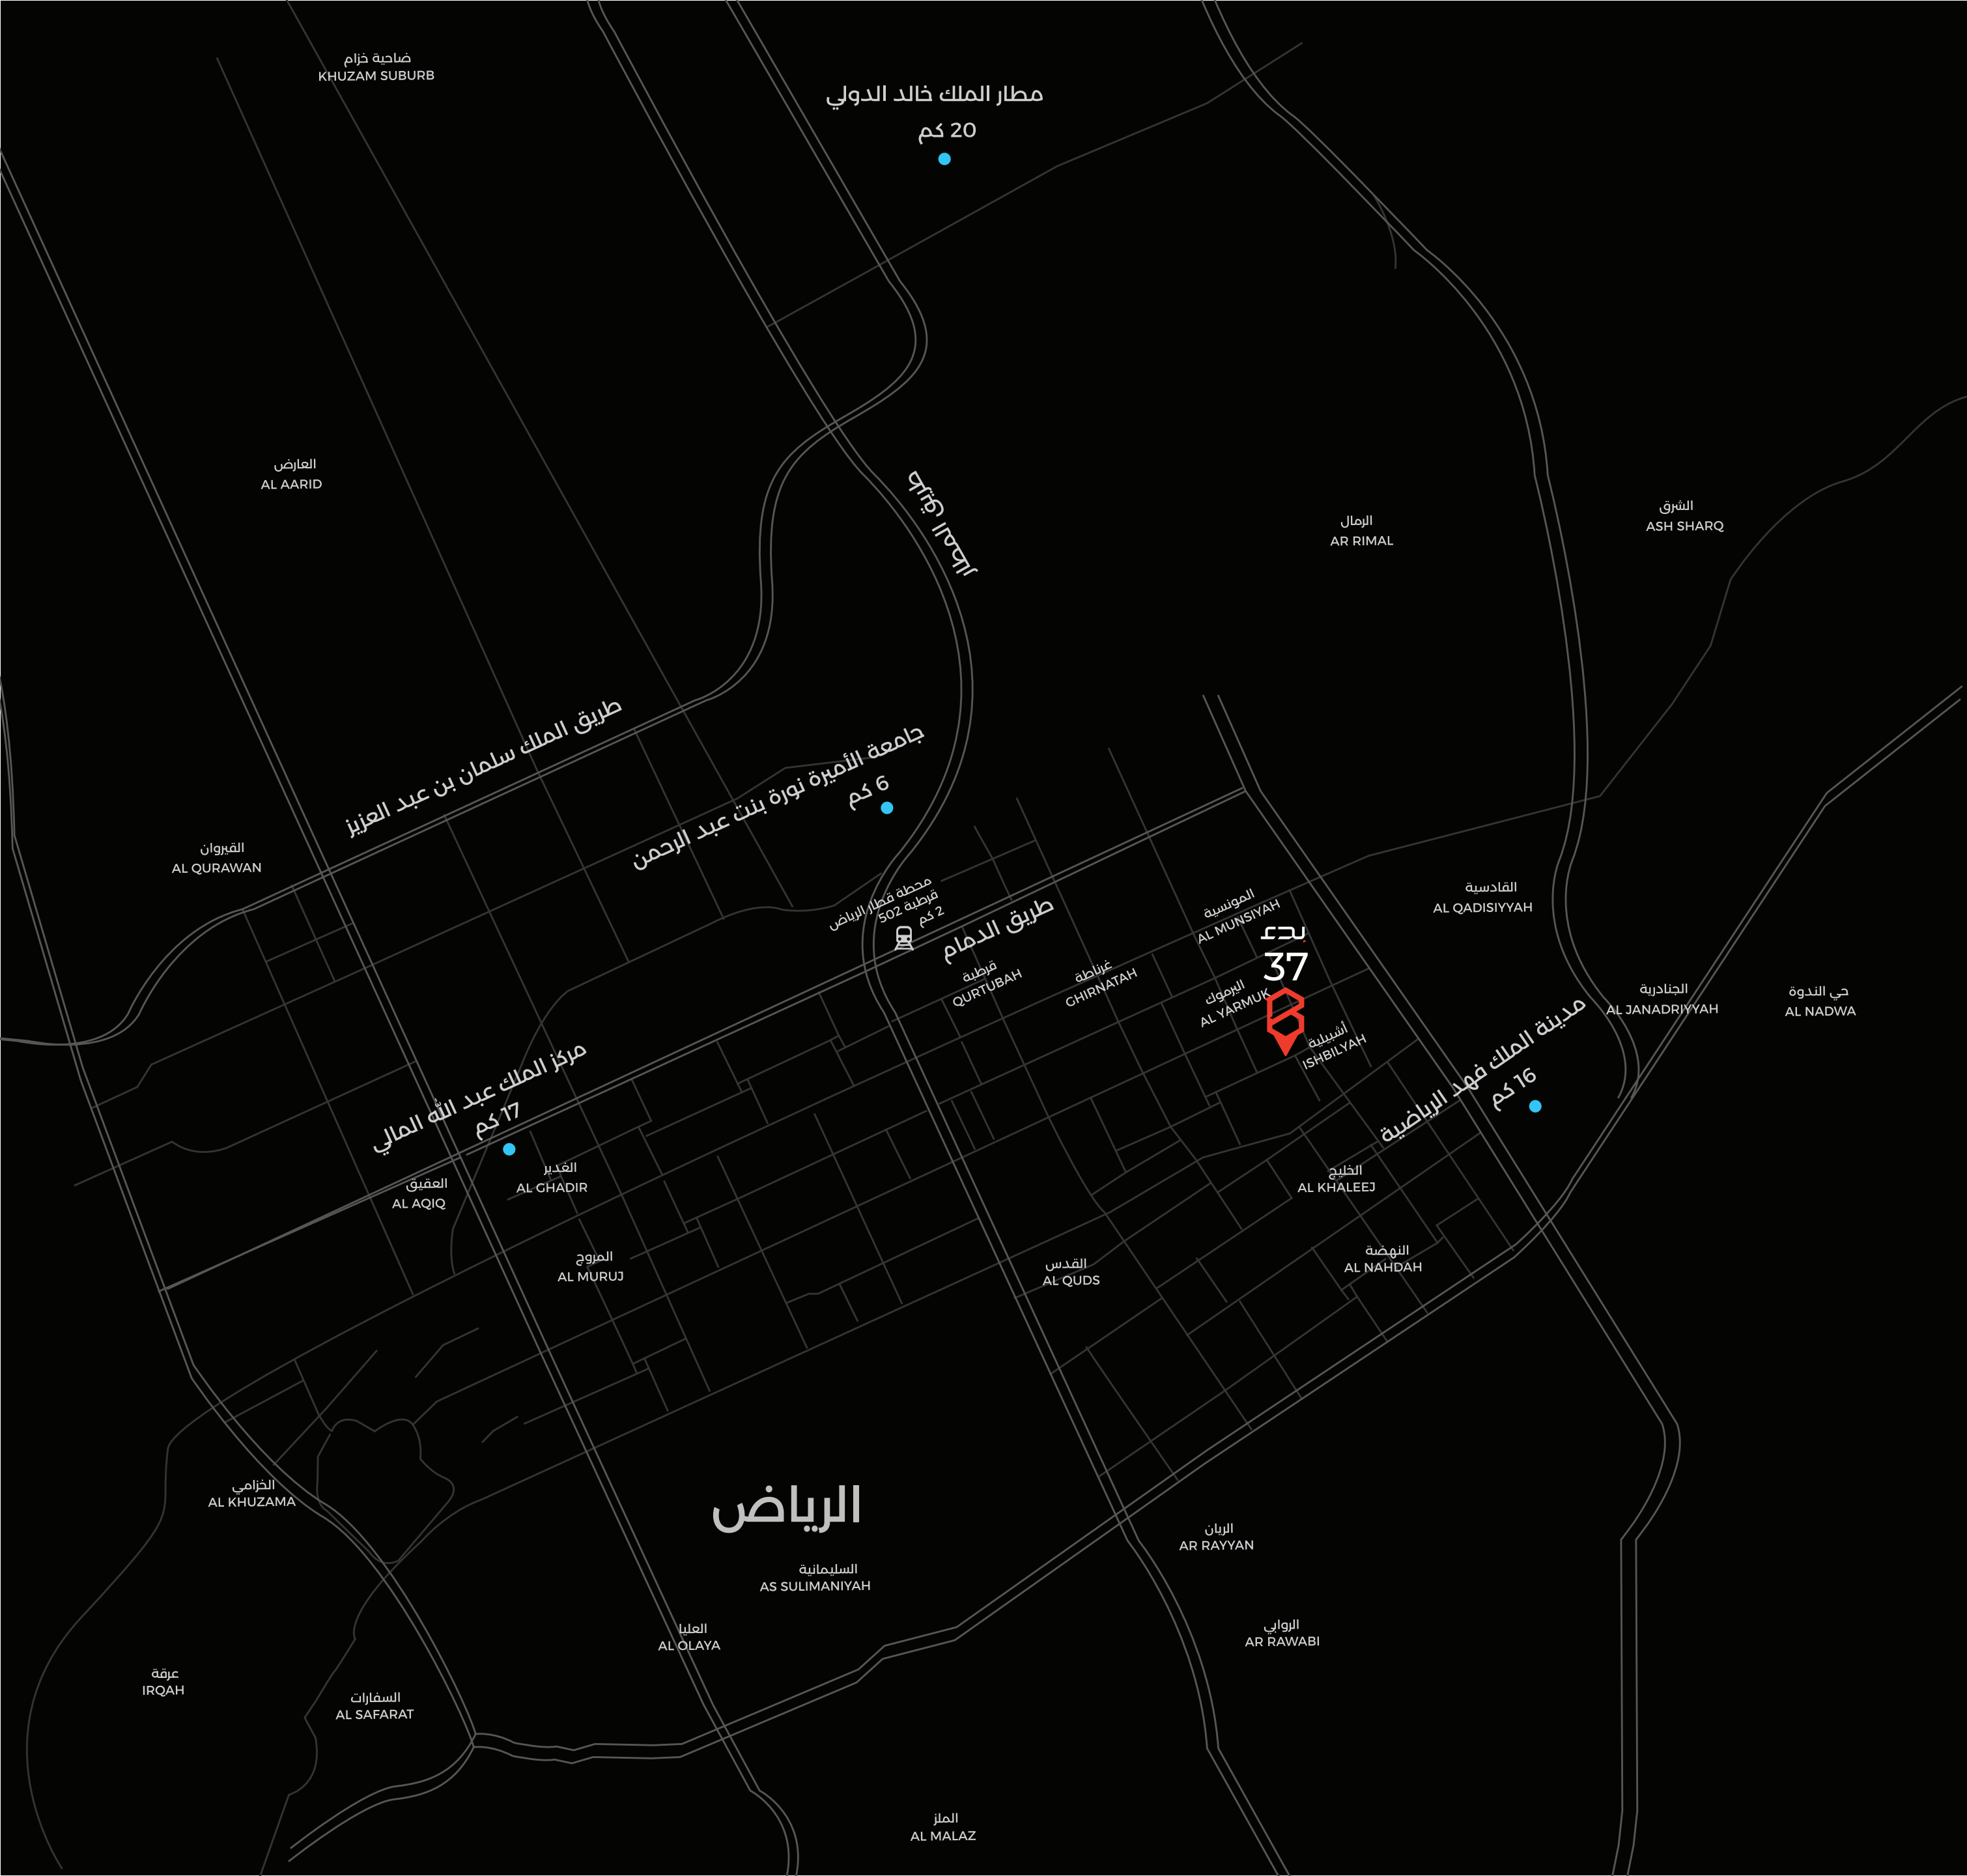 ضاحية خزام
KHUZAM SUBURB
مطار الملك خالد الدولي
20 كم
العارض
AL AARID
طريق المطار
الرمال
AR RIMAL
الشرق
ASH SHARQ
طريق الملك سلمان بن عبد العزيز
جامعة الأميرة نورة بنت عبد الرحمن
6 كم
القيروان
AL QURAWAN
محطة قطار الرياض
قرطبة 502
2 كم
طريق الدمام
المونسية
AL MUNSIYAH
القادسية
AL QADISIYYAH
37
قرطبة
QURTUBAH
غرناطة
GHIRNATAH
اليرموك
AL YARMUK
أشبيلية
ISHBILYAH
الجنادرية
AL JANADRIYYAH
حي الندوة
AL NADWA
مدينة الملك فهد الرياضية
16 كم
مركز الملك عبد الله المالي
17 كم
الغدير
AL GHADIR
العقيق
AL AQIQ
الخليج
AL KHALEEJ
المروج
AL MURUJ
القدس
AL QUDS
النهضة
AL NAHDAH
الخزامي
AL KHUZAMA
الرياض
الريان
AR RAYYAN
السليمانية
AS SULIMANIYAH
العليا
AL OLAYA
الروابي
AR RAWABI
عرقة
IRQAH
السفارات
AL SAFARAT
الملز
AL MALAZ